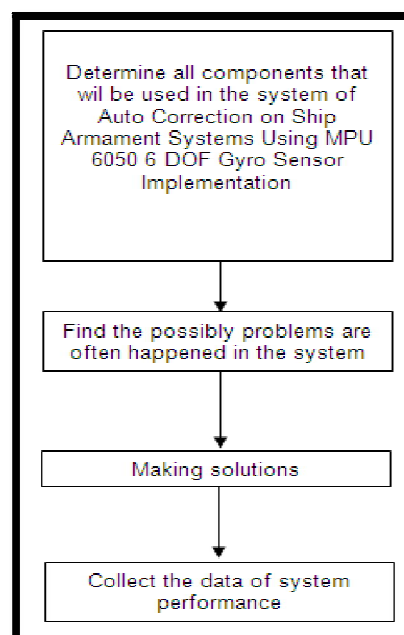 Determine all components that
wil be used in the system of
Auto Correction on Ship
Armament Systems Using MPU
6050 6 DOF Gyro Sensor
Implementation
Find the possibly problems are
often happened in the system
Making solutions
Collect the data of system
performance